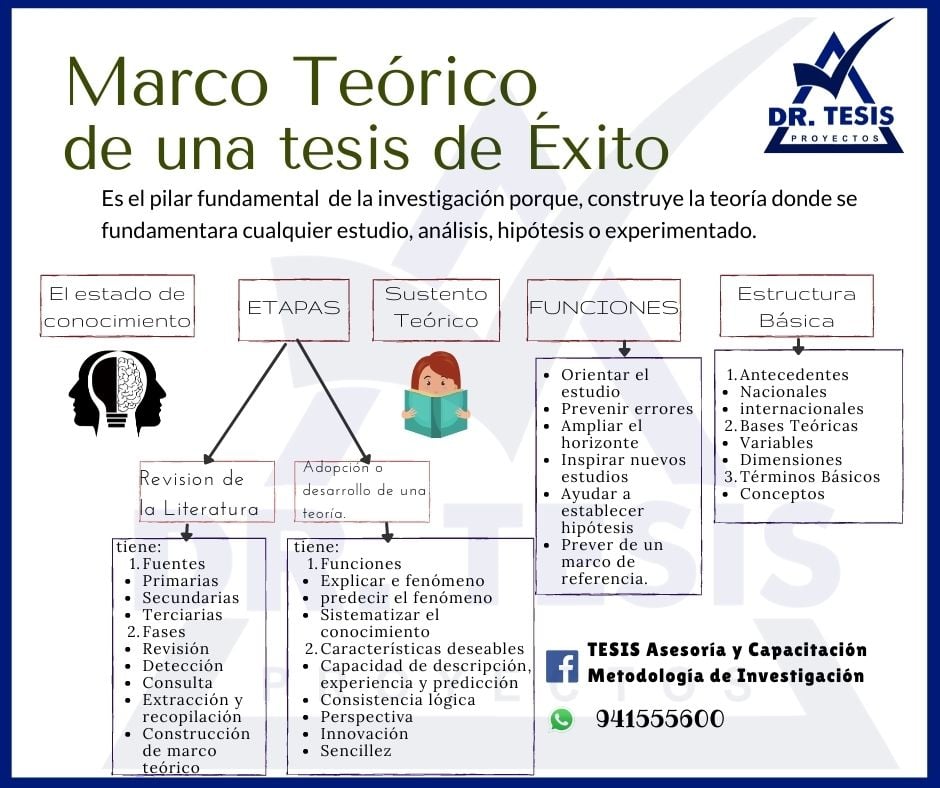 Marco Teórico
de una tesis de Éxito
DR. TESIS
PROYECTOS
Es el pilar fundamental de la investigación porque, construye la teoría donde se
fundamentara cualquier estudio, análisis, hipótesis o experimentado.
El estado de
conocimiento
ETAPAS
Sustento
Teórico
FUNCIONES
Estructura
Básica
Revision de
la Literatura
tiene:
1. Fuentes
• Primarias
• Secundarias
• Terciarias
2. Fases
• Revisión
• Detección
• Consulta
• Extracción y
recopilación
• Construcción
de marco
teórico
Adopción o
desarrollo de una
teoría.
tiene:
1. Funciones
• Explicar e fenómeno
• predecir el fenómeno
• Sistematizar el
conocimiento
2. Características deseables
• Capacidad de descripción,
experiencia y predicción
• Consistencia lógica
• Perspectiva
• Innovación
• Sencillez
• Orientar el
estudio
• Prevenir errores
• Ampliar el
horizonte
• Inspirar nuevos
estudios
• Ayudar a
establecer
hipótesis
• Prever de un
marco de
referencia.
1. Antecedentes
• Nacionales
• internacionales
2. Bases Teóricas
• Variables
• Dimensiones
3. Términos Básicos
• Conceptos
TESIS Asesoría y Capacitación
Metodología de Investigación
941555600
DR. TESIS
PROYECTOS